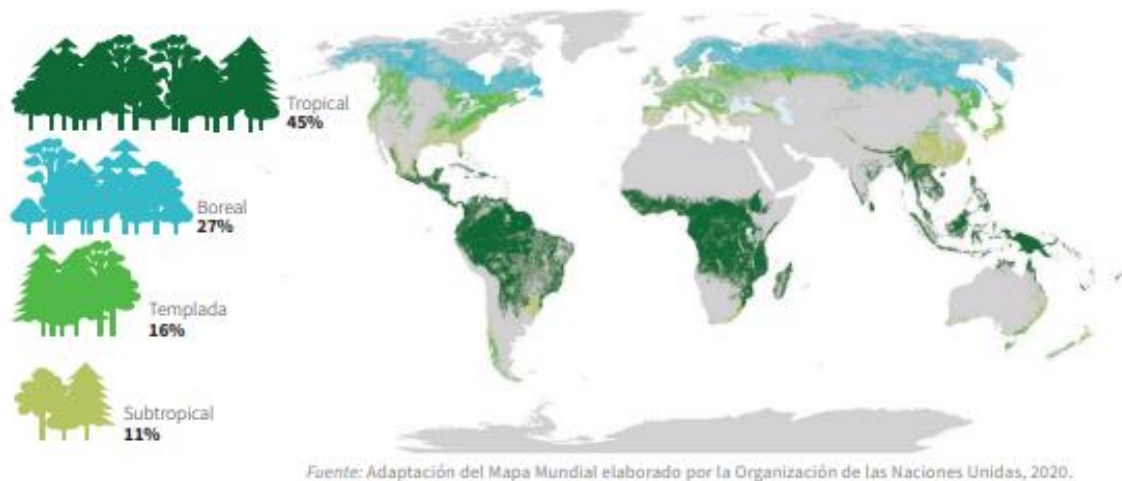 Tropical
45%
Boreal
27%
Templada
16%
Subtropical
11%
Fuente: Adaptación del Mapa Mundial elaborado por la Organización de las Naciones Unidas, 2020.